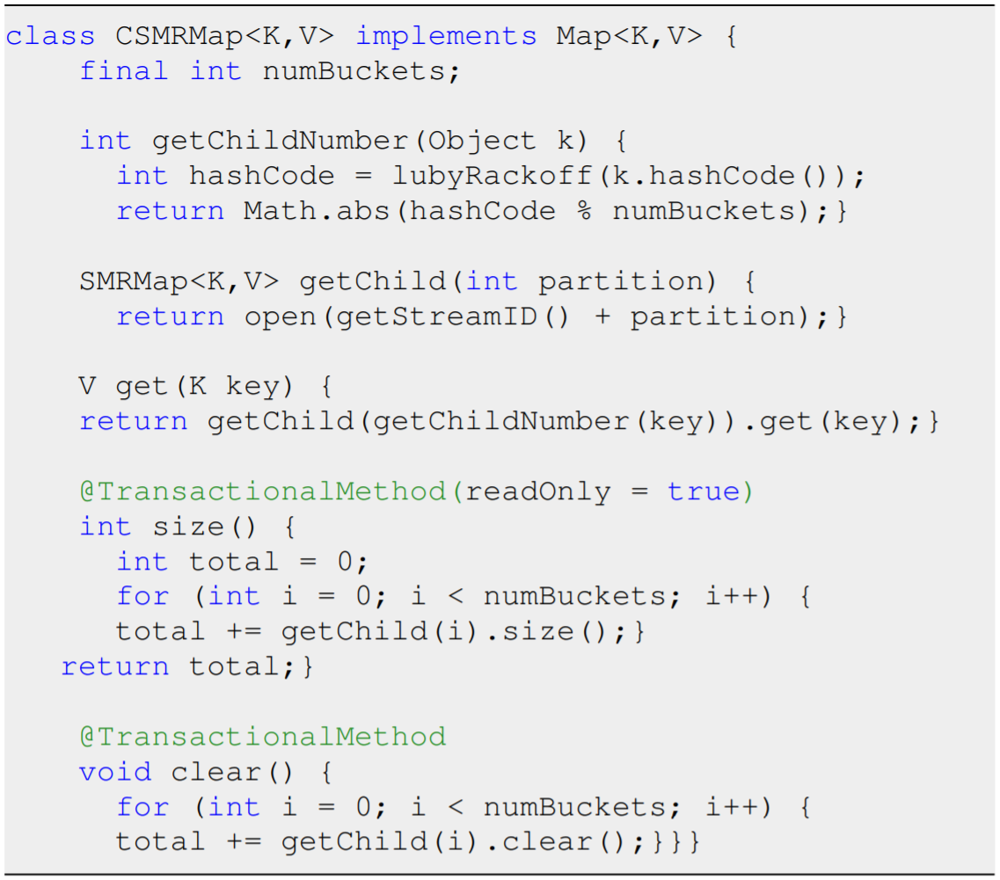 class CSMRMap<K,V> implements Map<K,V> {
final int numBuckets;
int getChildNumber(Object k) {
int hashCode = lubyRackoff(k.hashCode());
return Math.abs(hashCode % numBuckets);}
SMRMap<K,V> getChild(int partition) {
return open(getStreamID() + partition);}
V get(K key) {
return getChild(getChildNumber(key)).get(key);}
@TransactionalMethod(readOnly = true)
int size() {
int total = 0;
for (int i = 0; i < numBuckets; i++) {
total += getChild(i).size();}
return total;}
@TransactionalMethod
void clear() {
for (int i = 0; i < numBuckets; i++) {
total += getChild(i).clear();}}}